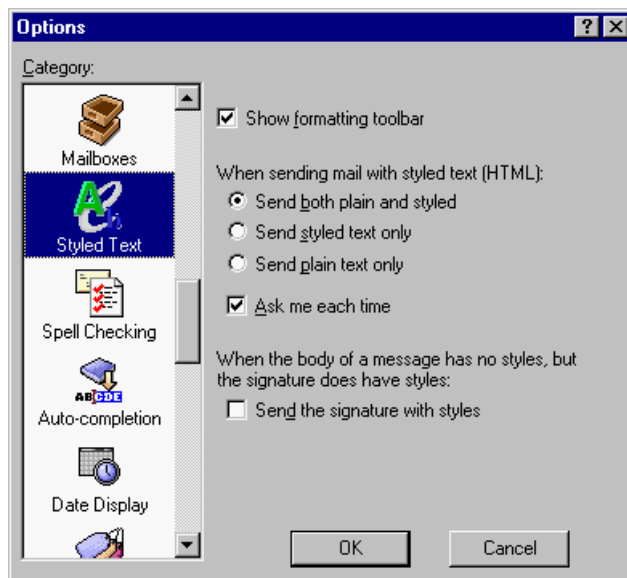 Options
Category:
Mailboxes
Styled Text
Spell Checking
ABCDE
Auto-completion
Date Display
Show formatting toolbar
When sending mail with styled text (HTML):
Send both plain and styled
Send styled text only
Send plain text only
Ask me each time
When the body of a message has no styles, but
the signature does have styles:
Send the signature with styles
OK
Cancel